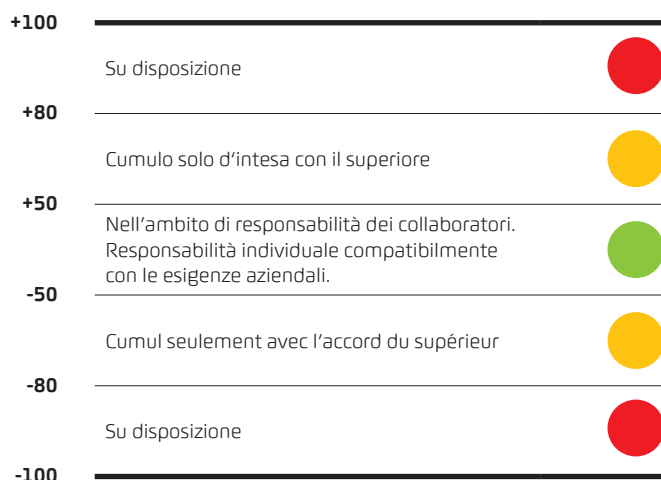 +100
Su disposizione
+80
Cumulo solo d'intesa con il superiore
+50
Nell'ambito di responsabilità dei collaboratori.
Responsabilità individuale compatibilmente
con le esigenze aziendali.
-50
Cumul seulement avec l'accord du supérieur
-80
Su disposizione
-100